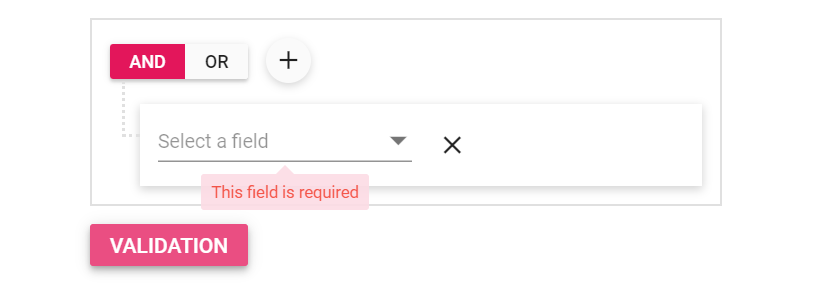 AND OR
Select a field
This field is required
VALIDATION